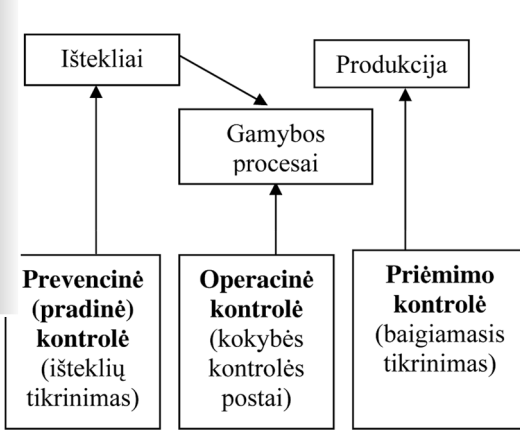 Ištekliai
Produkcija
Gamybos
procesai
Prevencinė
(pradinė)
kontrolė
(išteklių
tikrinimas)
Operacinė
kontrolė
(kokybės
kontrolės
postai)
Priėmimo
kontrolė
(baigiamasis
tikrinimas)